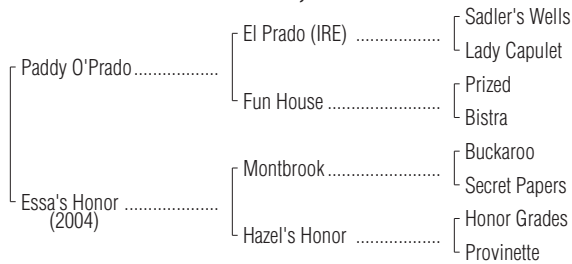 Sadler's Wells
El Prado (IRE) ..................
Lady Capulet
Paddy O'Prado..................
Prized
Fun House ........................
Bistra
Buckaroo
Montbrook ........................
Secret Papers
Essa's Honor ....................
(2004)
Honor Grades
Hazel's Honor ..................
Provinette